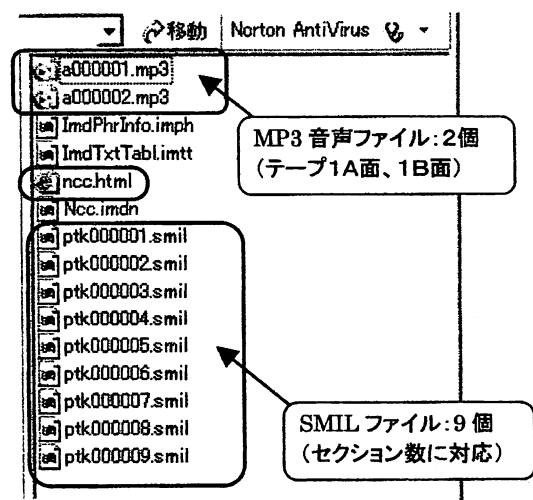 移動 Norton AntiVirus
a000001.mp3
a000002.mp3
ImdPhrInfo.imph
ImdTxtTabl.imtt
ncc.html
Ncc.imdn
ptk000001.smil
ptk000002.smil
ptk000003.smil
ptk000004.smil
ptk000005.smil
ptk000006.smil
ptk000007.smil
ptk000008.smil
ptk000009.smil
MP3 音声ファイル:2個
(テープ1A面、1B面)
SMIL ファイル:9 個
(セクション数に対応)